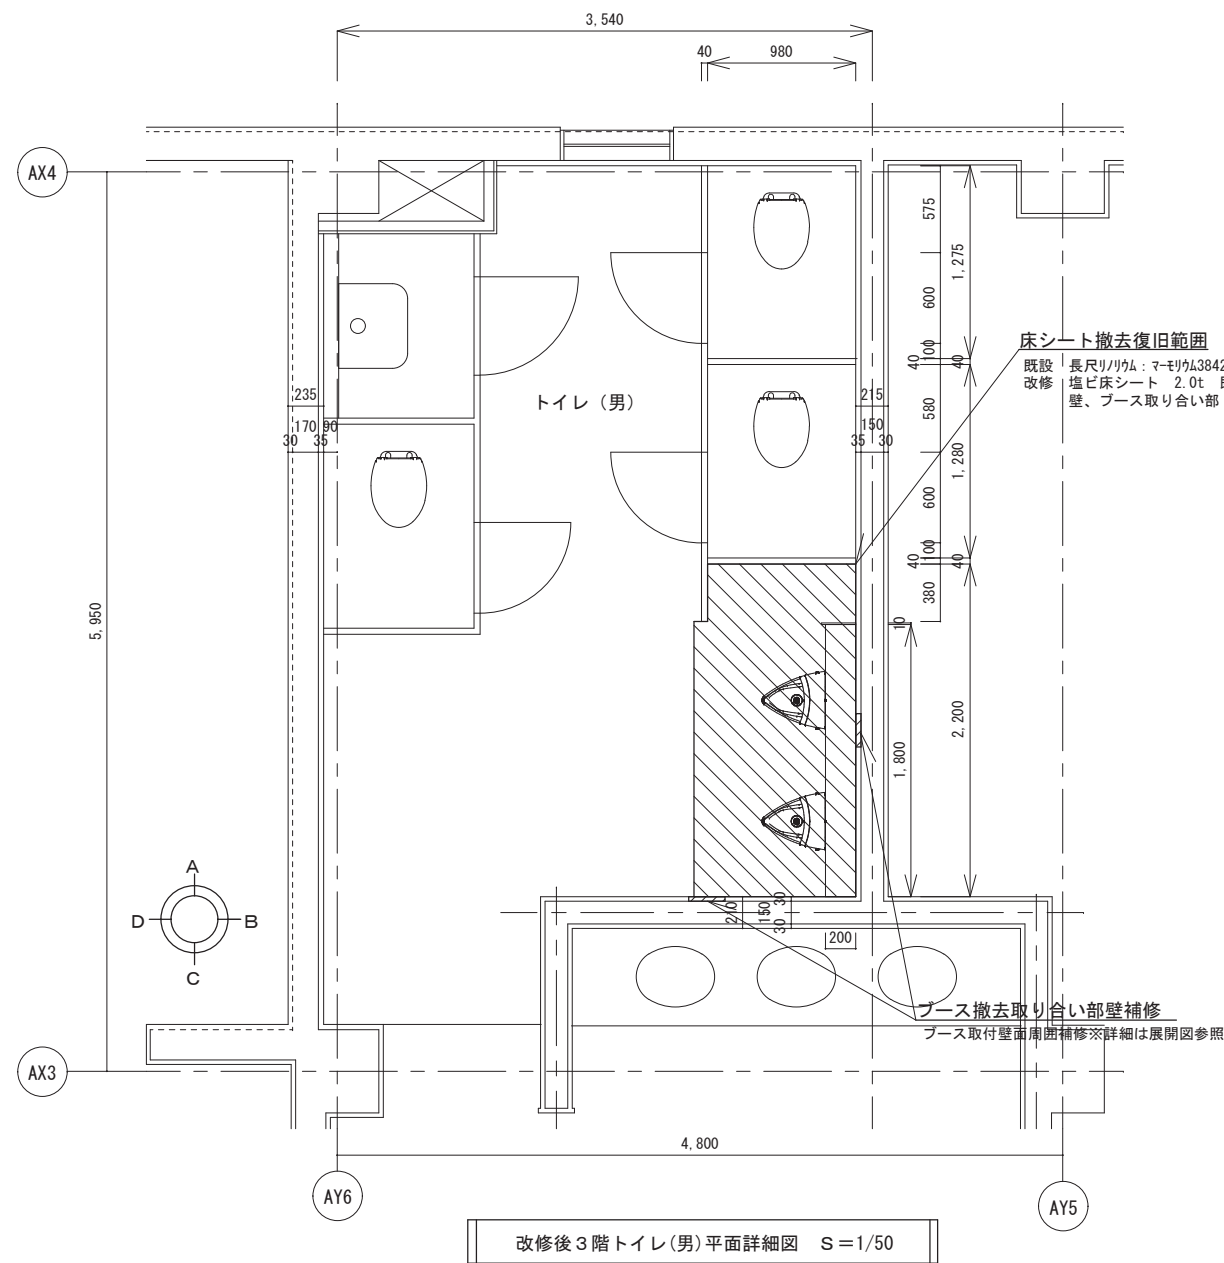 3,540
40
980
AX4
575
1,275
600
100
40
40
床シート撤去復旧範囲
既設 長尺リノリウム：マーモリウム3842
改修 塩ビ床シート 2.0t
壁、ブース取り合い部
235
170
90
30
35
トイレ（男）
215
150
35
30
580
1,280
600
100
40
40
380
10
5,950
2,200
1,800
A
D
B
C
210
150
30
30
200
ブース撤去取り合い部壁補修
ブース取付壁面周囲補修※詳細は展開図参照
AX3
4,800
AY6
AY5
改修後３階トイレ(男)平面詳細図 S＝1/50